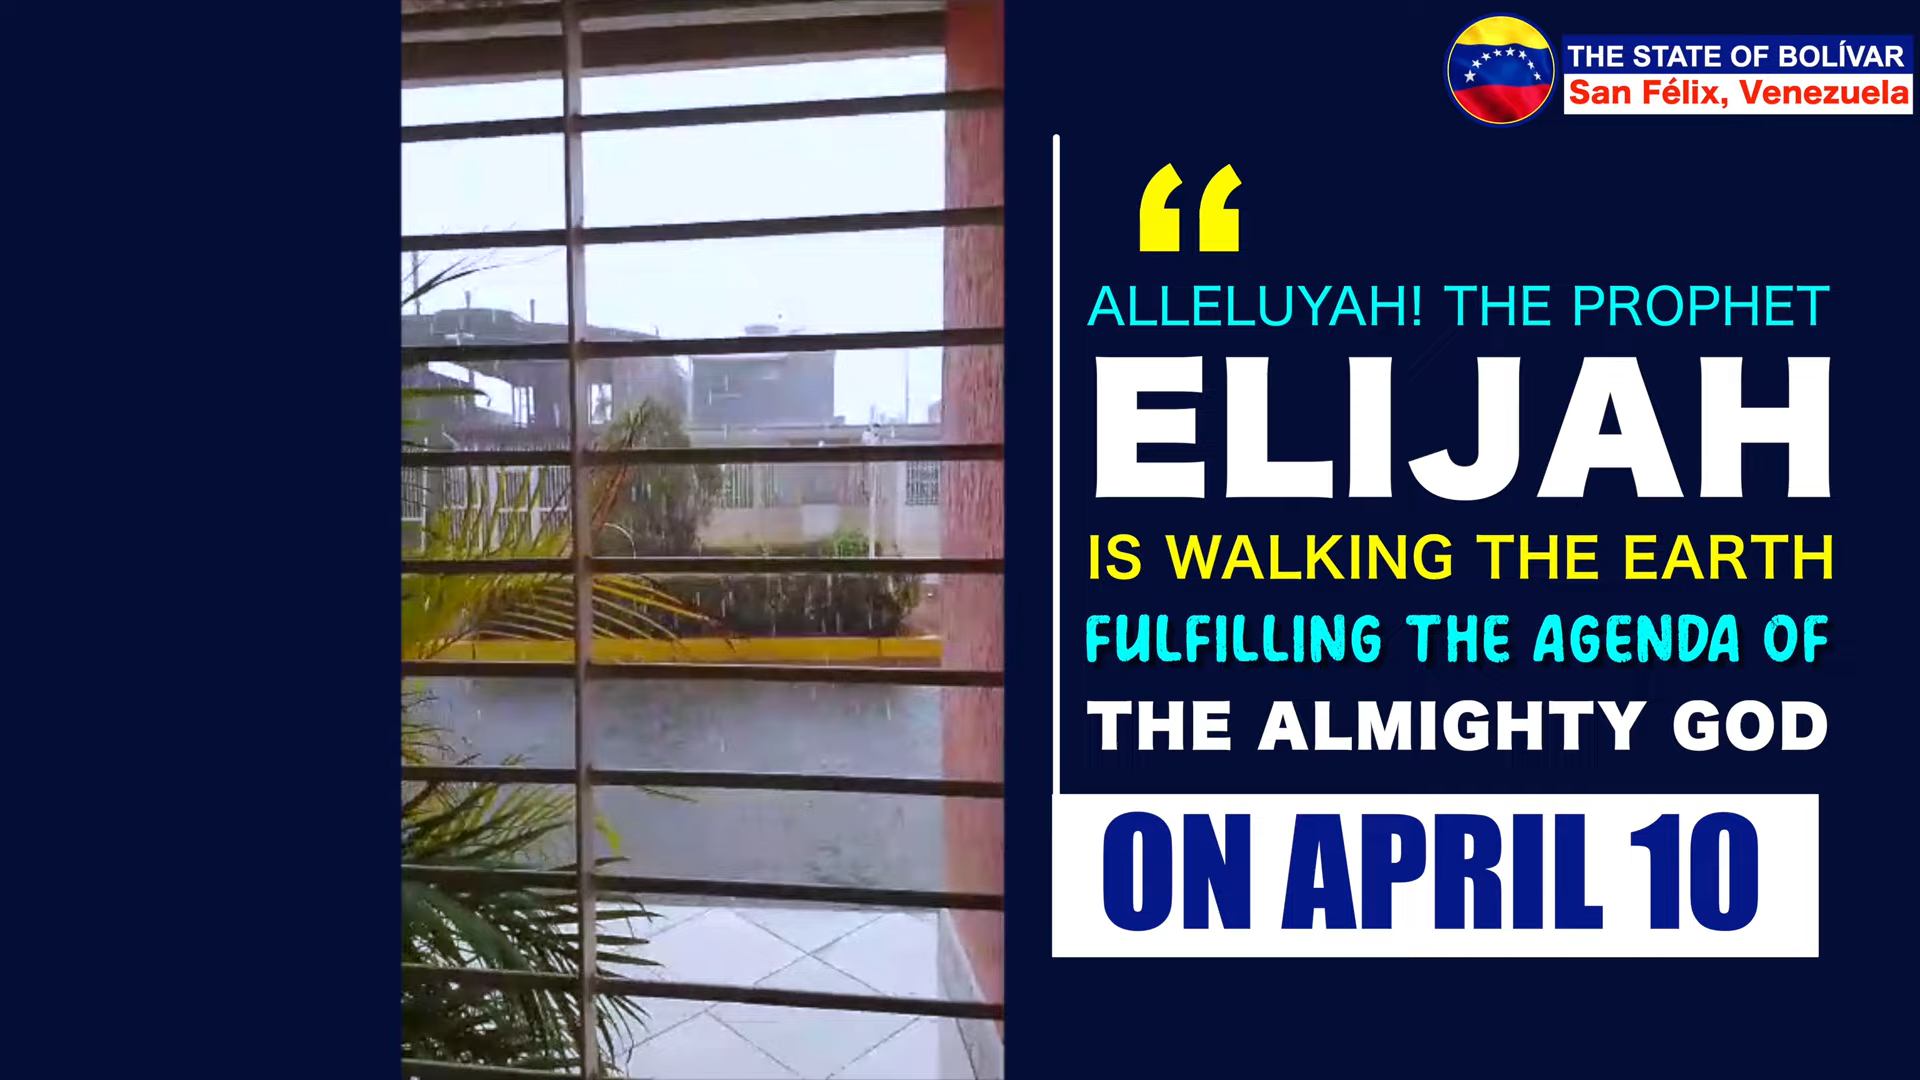 THE STATE OF BOLÍVAR
San Félix, Venezuela
“
ALLELUYAH! THE PROPHET
ELIJAH
IS WALKING THE EARTH
FULFILLING THE AGENDA OF
THE ALMIGHTY GOD
ON APRIL 10